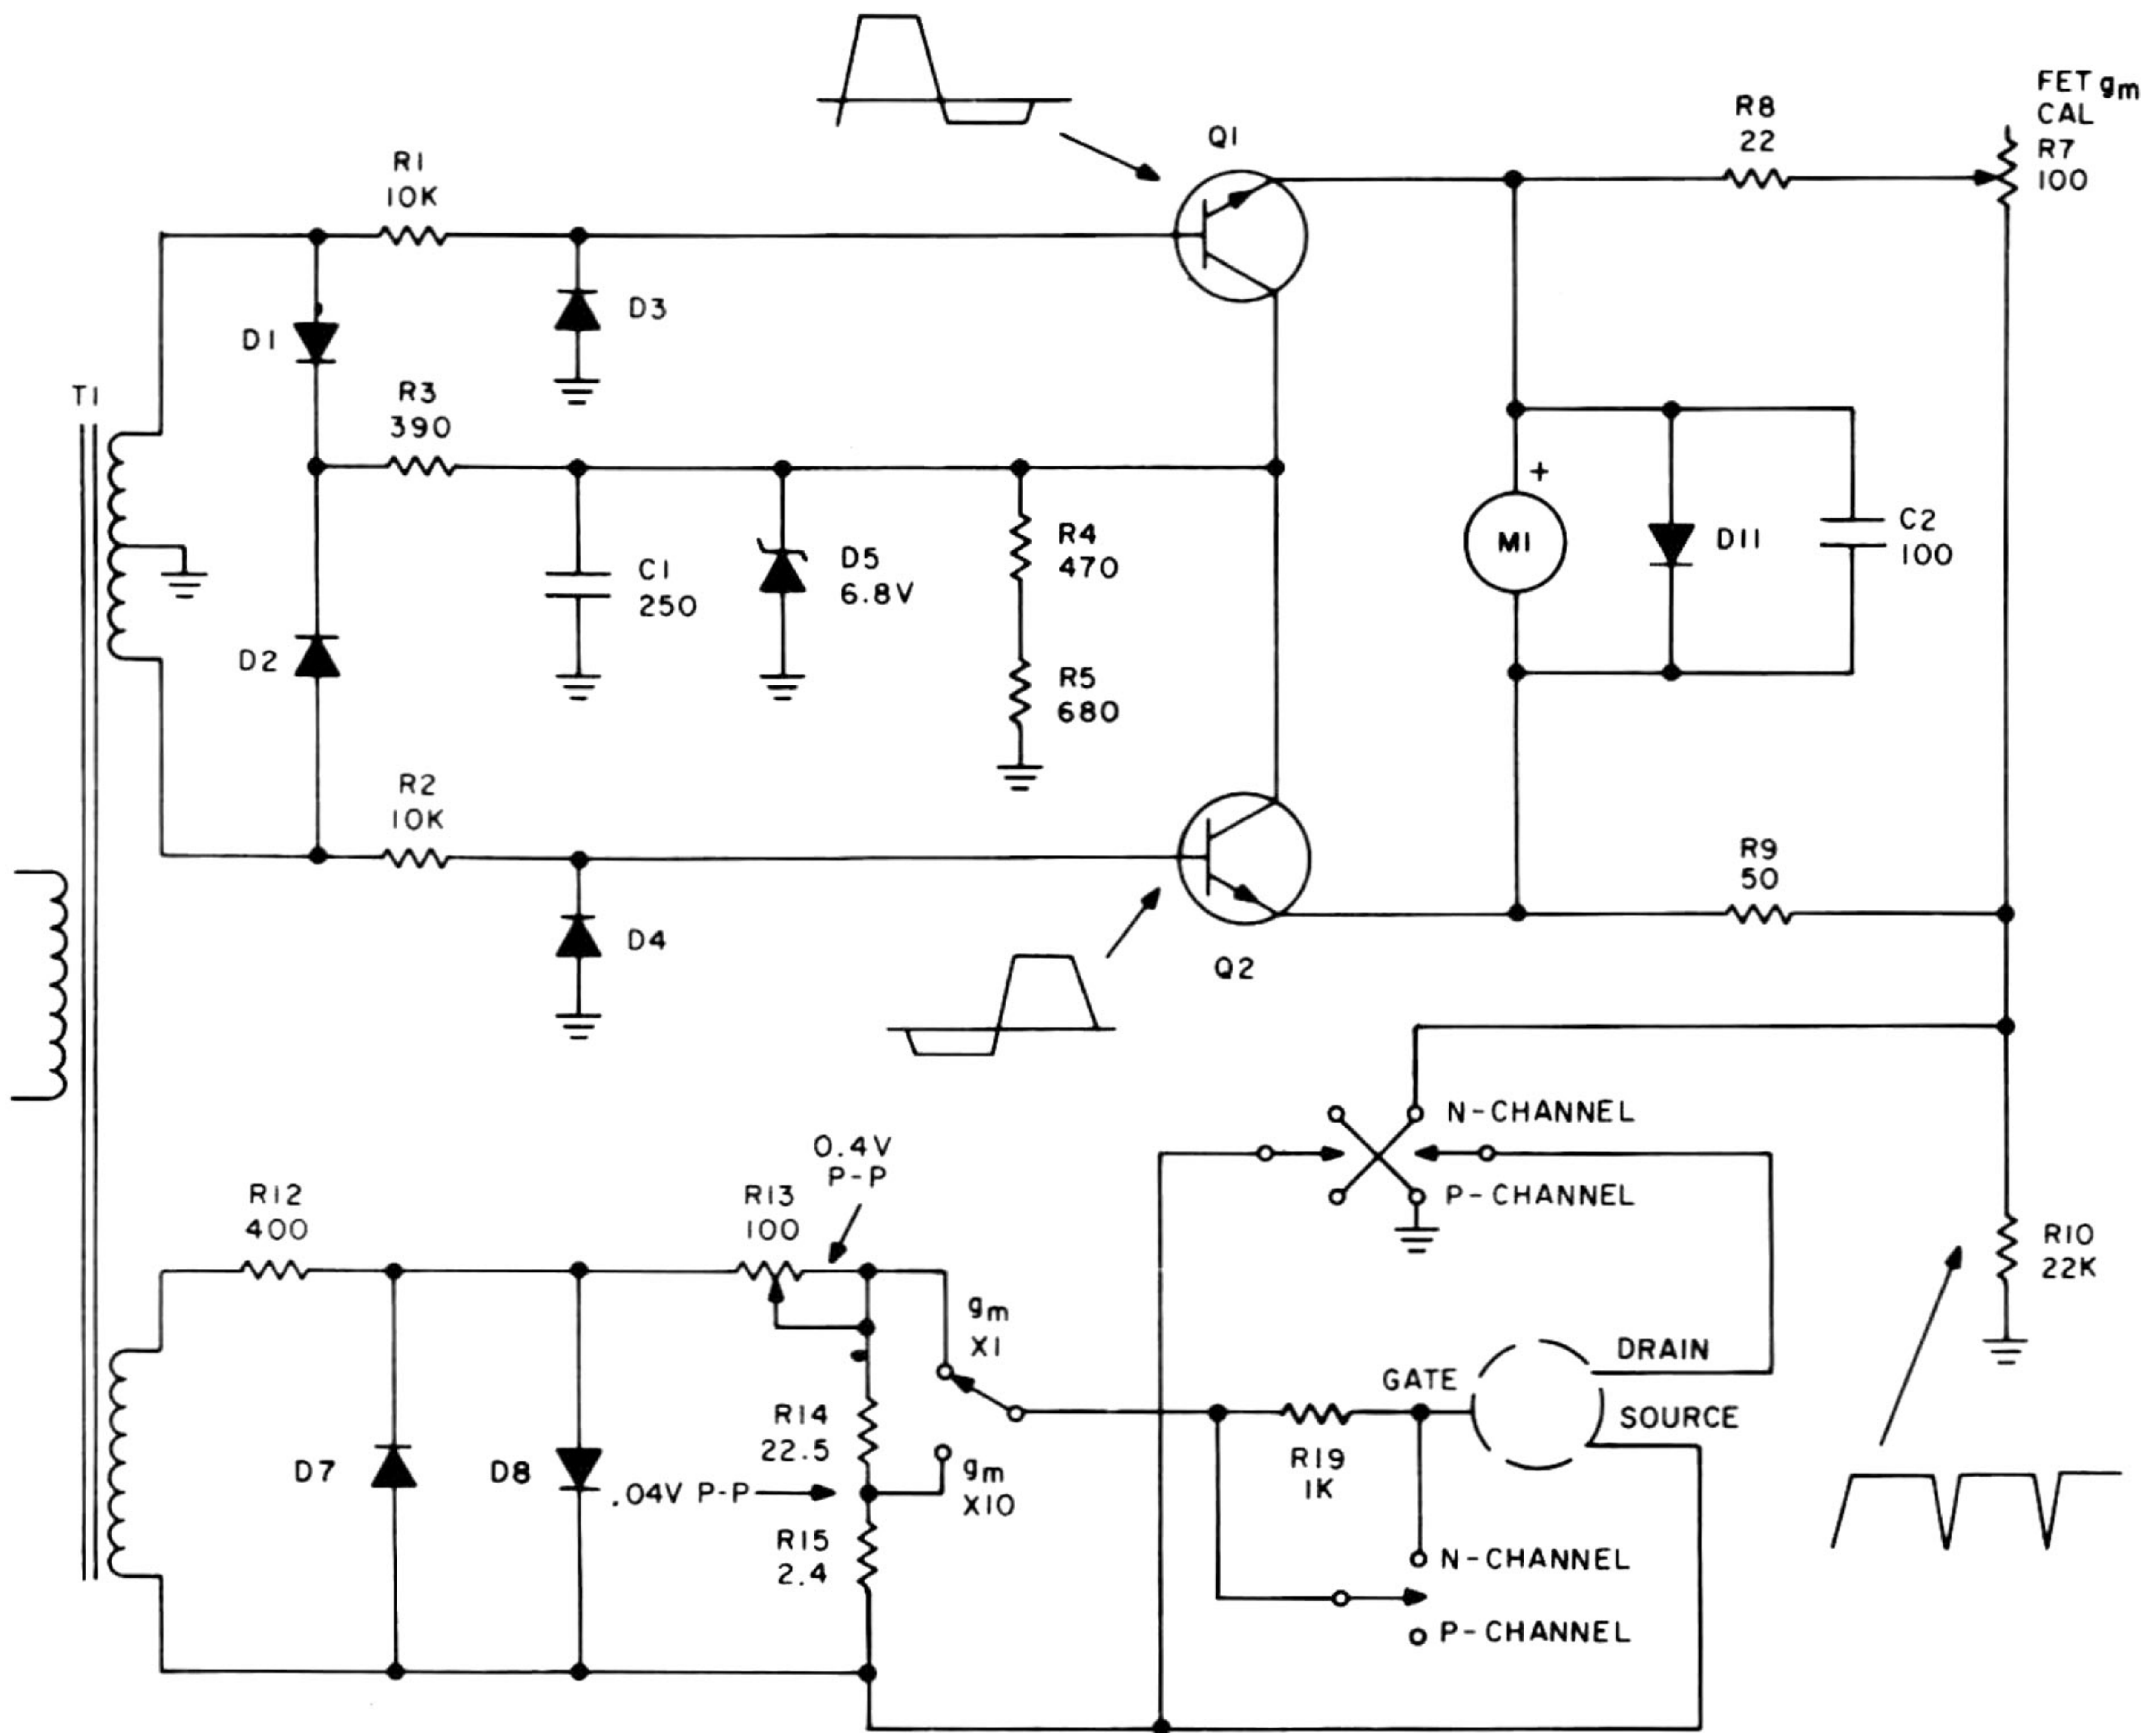 FET gm
CAL
R7
100
R8
22
Q1
R1
10K
D3
D1
T1
R3
390
+
M1
D11
C2
100
R4
470
D5
6.8V
C1
250
D2
R5
680
R2
10K
R9
50
D4
Q2
N-CHANNEL
0.4V
P-P
R12
400
R13
100
P-CHANNEL
R10
22K
gm
X1
DRAIN
GATE
SOURCE
R14
22.5
D7
D8
.04V P-P
gm
X10
R19
1K
R15
2.4
N-CHANNEL
P-CHANNEL